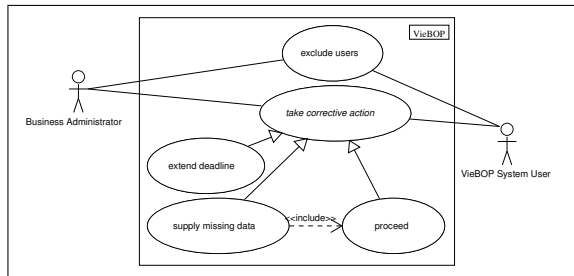 VieBOP
exclude users
take corrective action
Business Administrator
VieBOP System User
extend deadline
<<include>>
supply missing data
proceed